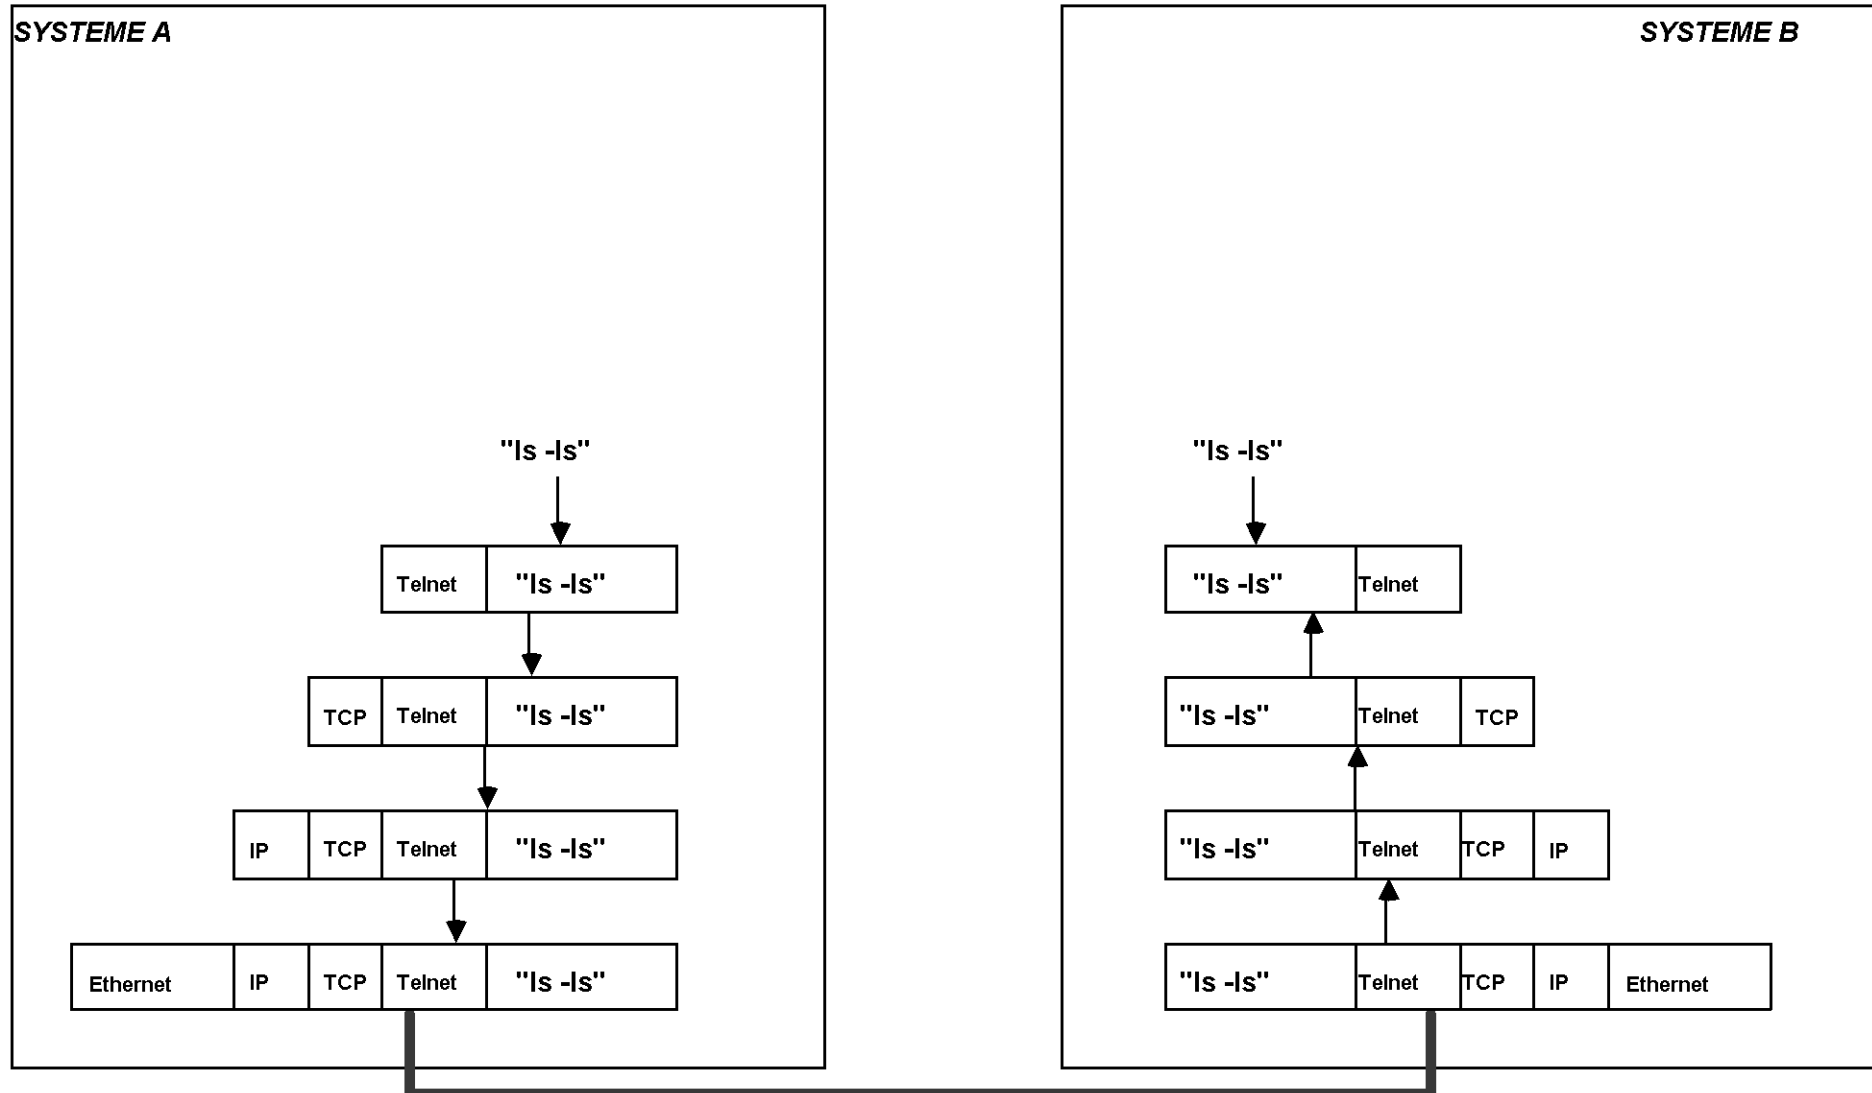 SYSTEME A
SYSTEME B
"ls -ls"
"ls -ls"
Telnet "ls -ls"
"ls -ls" Telnet
TCP Telnet "ls -ls"
"ls -ls" Telnet TCP
IP TCP Telnet "ls -ls"
"ls -ls" Telnet TCP IP
Ethernet IP TCP Telnet "ls -ls"
"ls -ls" Telnet TCP IP Ethernet